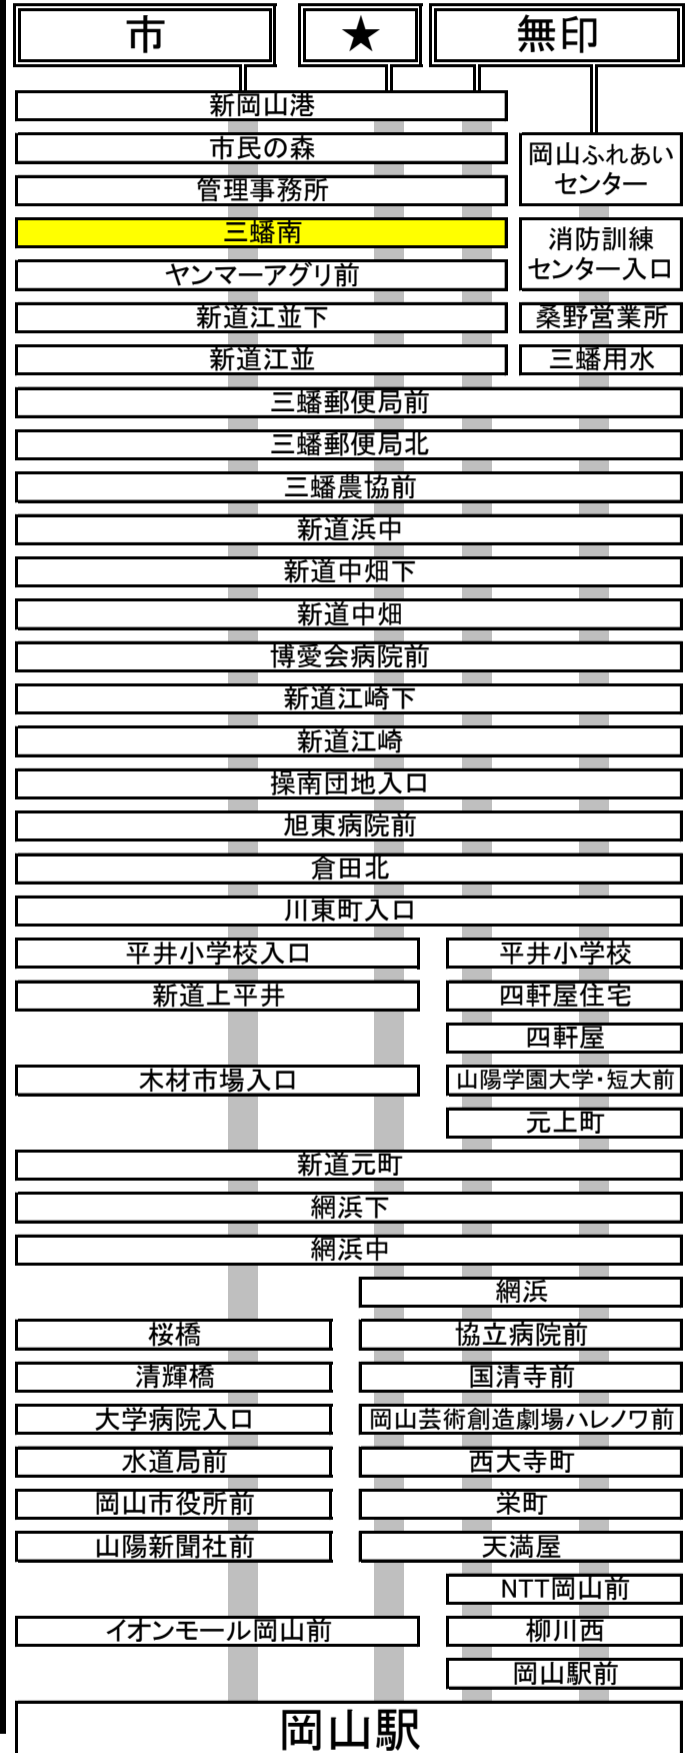 市 ★ 無印
新岡山港
市民の森
岡山ふれあい
センター
管理事務所
三蟠南
消防訓練
センター入口
ヤンマーアグリ前
新道江並下 桑野営業所
新道江並 三蟠用水
三蟠郵便局前
三蟠郵便局北
三蟠農協前
新道浜中
新道中畑下
新道中畑
博愛会病院前
新道江崎下
新道江崎
操南団地入口
旭東病院前
倉田北
川東町入口
平井小学校入口 平井小学校
新道上平井 四軒屋住宅
四軒屋
木材市場入口 山陽学園大学・短大前
元上町
新道元町
網浜下
網浜中
網浜
桜橋 協立病院前
清輝橋 国清寺前
大学病院入口 岡山芸術創造劇場ハレノワ前
水道局前 西大寺町
岡山市役所前 栄町
山陽新聞社前 天満屋
NTT岡山前
イオンモール岡山前 柳川西
岡山駅前
岡山駅